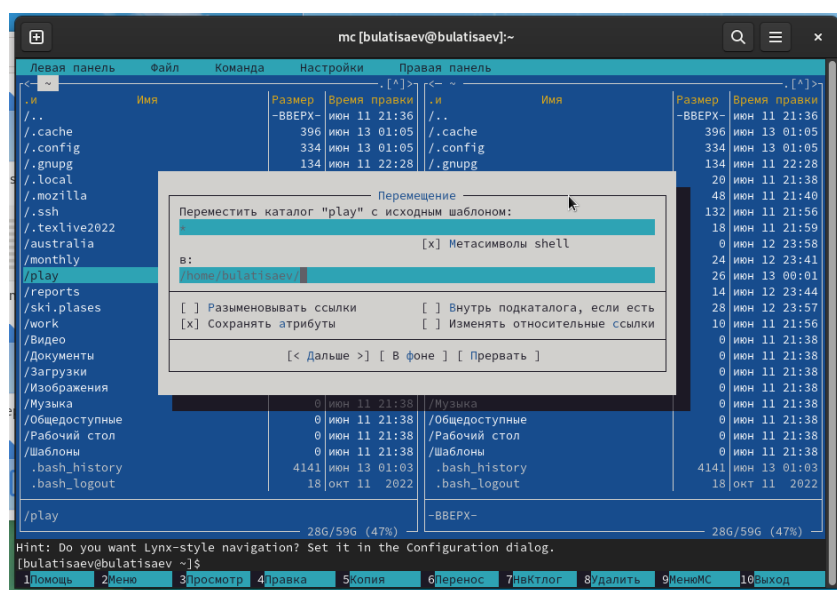 mc [bulatisaev@bulatisaev]:~
Левая панель Файл Команда Настройки Правая панель
<- ~ .[^]> <- ~ .[^]>
.и Имя Размер Время правки .и Имя Размер Время правки
/.. -ВВЕРХ- июн 11 21:36 /.. -ВВЕРХ- июн 11 21:36
/.cache 396 июн 13 01:05 /.cache 396 июн 13 01:05
/.config 334 июн 13 01:05 /.config 334 июн 13 01:05
/.gnupg 134 июн 11 22:28 /.gnupg 134 июн 11 22:28
/.local 20 июн 11 21:38
/.mozilla Перемещение 48 июн 11 21:40
/.ssh Переместить каталог "play" с исходным шаблоном: 132 июн 11 21:56
/.texlive2022 * 18 июн 11 21:59
/australia [x] Метасимволы shell 0 июн 12 23:58
/monthly в: 24 июн 12 23:41
/play /home/bulatisaev/ 26 июн 13 00:01
/reports 14 июн 12 23:44
/ski.plases [ ] Разыменовывать ссылки [ ] Внутрь подкаталога, если есть 28 июн 12 23:57
/work [x] Сохранять атрибуты [ ] Изменять относительные ссылки 10 июн 11 21:56
/Видео 0 июн 11 21:38
/Документы [< Дальше >] [ В фоне ] [ Прервать ] 0 июн 11 21:38
/Загрузки 0 июн 11 21:38
/Изображения 0 июн 11 21:38
/Музыка 0 июн 11 21:38 /Музыка 0 июн 11 21:38
/Общедоступные 0 июн 11 21:38 /Общедоступные 0 июн 11 21:38
/Рабочий стол 0 июн 11 21:38 /Рабочий стол 0 июн 11 21:38
/Шаблоны 0 июн 11 21:38 /Шаблоны 0 июн 11 21:38
.bash_history 4141 июн 13 01:03 .bash_history 4141 июн 13 01:03
.bash_logout 18 окт 11 2022 .bash_logout 18 окт 11 2022
/play -ВВЕРХ-
28G/59G (47%) 28G/59G (47%)
Hint: Do you want Lynx-style navigation? Set it in the Configuration dialog.
[bulatisaev@bulatisaev ~]$
1Помощь 2Меню 3Просмотр 4Правка 5Копия 6Перенос 7НвКтлог 8Удалить 9МенюМС 10Выход